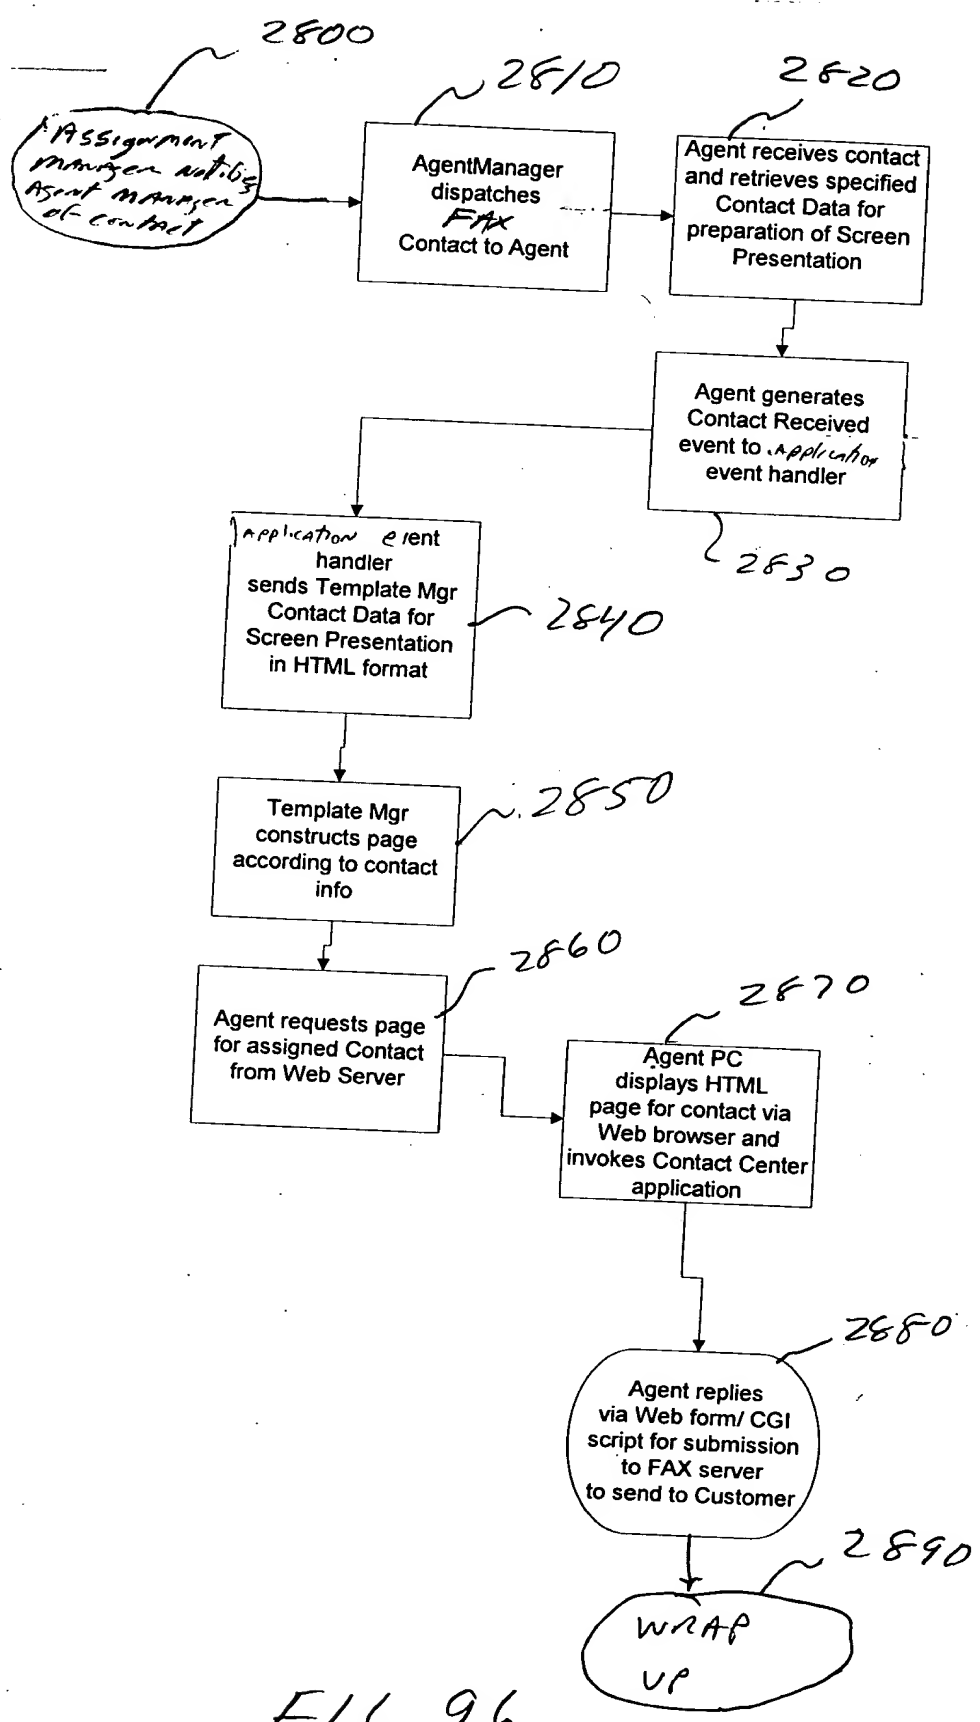 2800
Assignment
Manager notifies
Agent Manager
of contact
2810
AgentManager
dispatches
FAX
Contact to Agent
2820
Agent receives contact
and retrieves specified
Contact Data for
preparation of Screen
Presentation
Agent generates
Contact Received
event to Application
event handler
2830
Application event
handler
sends Template Mgr
Contact Data for
Screen Presentation
in HTML format
2840
Template Mgr
constructs page
according to contact
info
2850
Agent requests page
for assigned Contact
from Web Server
2860
2870
Agent PC
displays HTML
page for contact via
Web browser and
invokes Contact Center
application
2880
Agent replies
via Web form/ CGI
script for submission
to FAX server
to send to Customer
2890
WRAP
UP